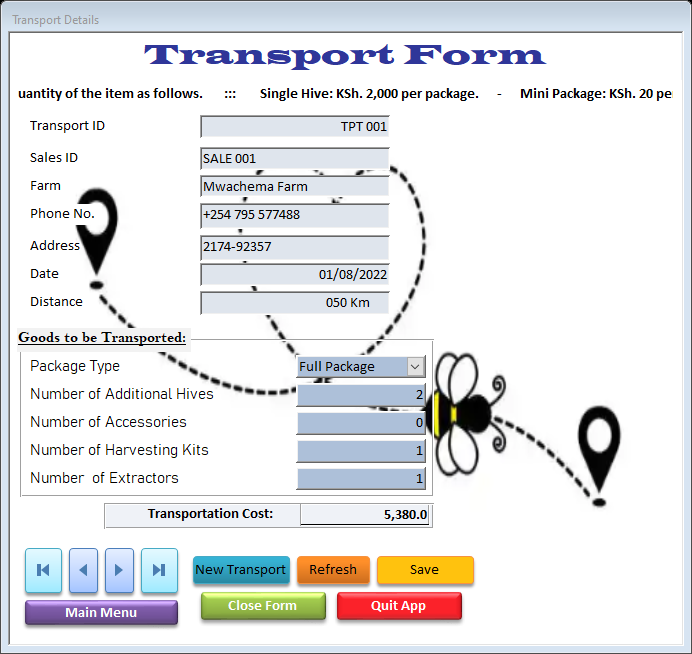 Transport Details
Transport Form
uantity of the item as follows.    :::    Single Hive: KSh. 2,000 per package.    -    Mini Package: KSh. 20 per
Transport ID TPT 001
Sales ID SALE 001
Farm Mwachema Farm
Phone No. +254 795 577488
Address 2174-92357
Date 01/08/2022
Distance 050 Km
Goods to be Transported:
Package Type Full Package
Number of Additional Hives 2
Number of Accessories 0
Number of Harvesting Kits 1
Number of Extractors 1
Transportation Cost: 5,380.0
New Transport Refresh Save
Main Menu Close Form Quit App